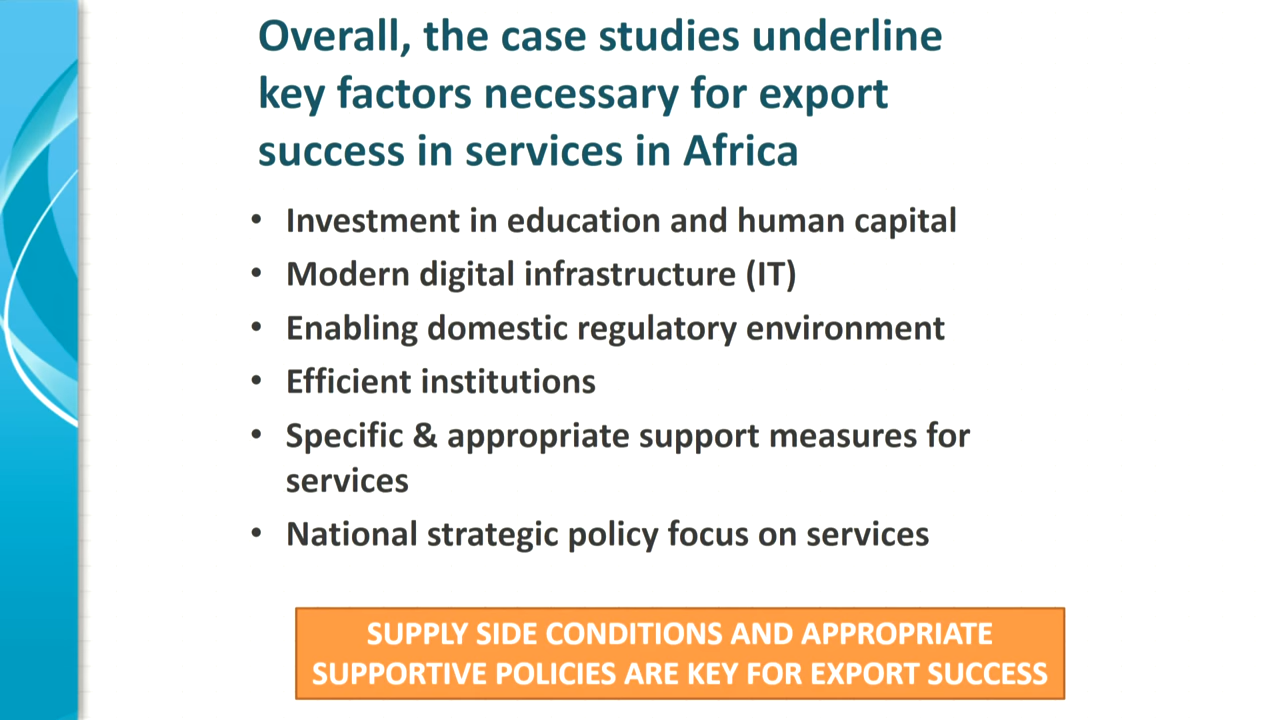 Overall, the case studies underline
key factors necessary for export
success in services in Africa
• Investment in education and human capital
• Modern digital infrastructure (IT)
• Enabling domestic regulatory environment
• Efficient institutions
• Specific & appropriate support measures for
services
• National strategic policy focus on services
SUPPLY SIDE CONDITIONS AND APPROPRIATE
SUPPORTIVE POLICIES ARE KEY FOR EXPORT SUCCESS